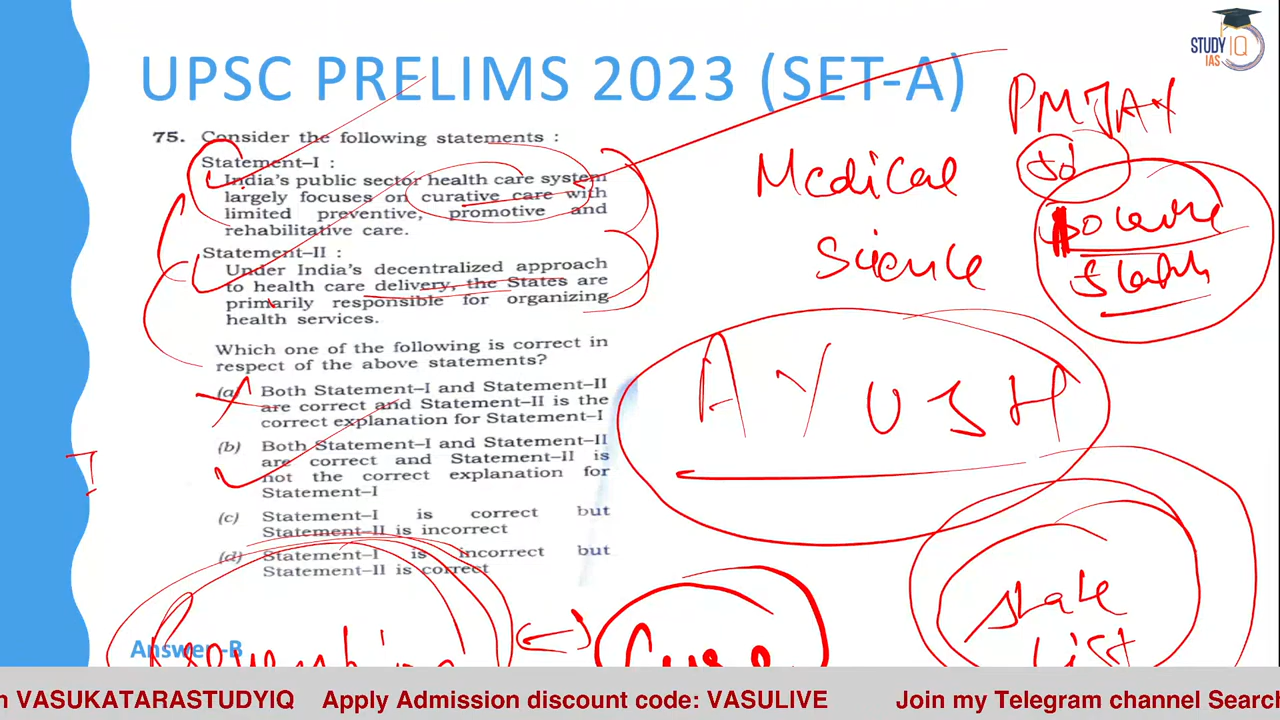 STUDY IQ
IAS
UPSC PRELIMS 2023 (SET-A)
PMJAY
75. Consider the following statements :
Statement–I :
India's public sector health care system
largely focuses on curative care with
limited preventive, promotive and
rehabilitative care.
Statement–II :
Under India's decentralized approach
to health care delivery, the States are
primarily responsible for organizing
health services.
Which one of the following is correct in
respect of the above statements?
(a) Both Statement–I and Statement–II
are correct and Statement–II is the
correct explanation for Statement–I
(b) Both Statement–I and Statement–II
are correct and Statement–II is
not the correct explanation for
Statement–I
(c) Statement–I is correct but
Statement–II is incorrect
(d) Statement–I is incorrect but
Statement–II is correct
Medical
Science
AYUSH
State
List
Answer-B
Cure
VASUKATARASTUDYIQ Apply Admission discount code: VASULIVE Join my Telegram channel